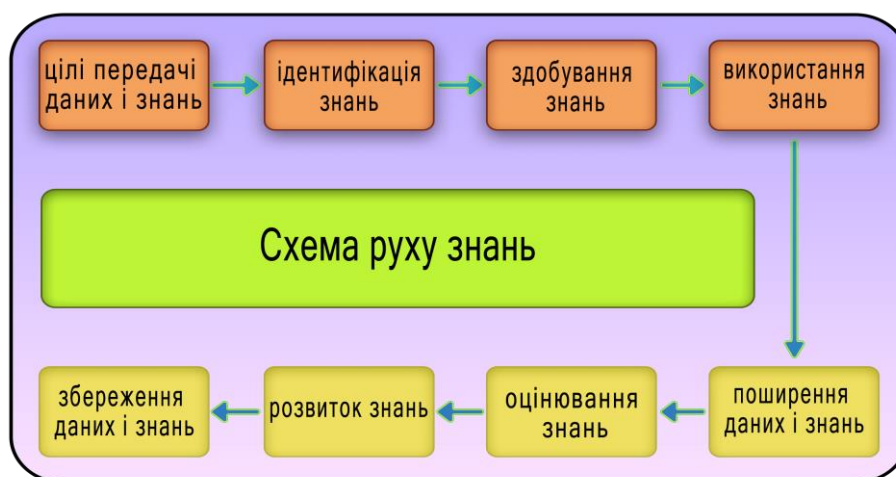 цілі передачі
даних і знань
ідентифікація
знань
здобування
знань
використання
знань
Схема руху знань
поширення
даних і знань
оцінювання
знань
розвиток знань
збереження
даних і знань